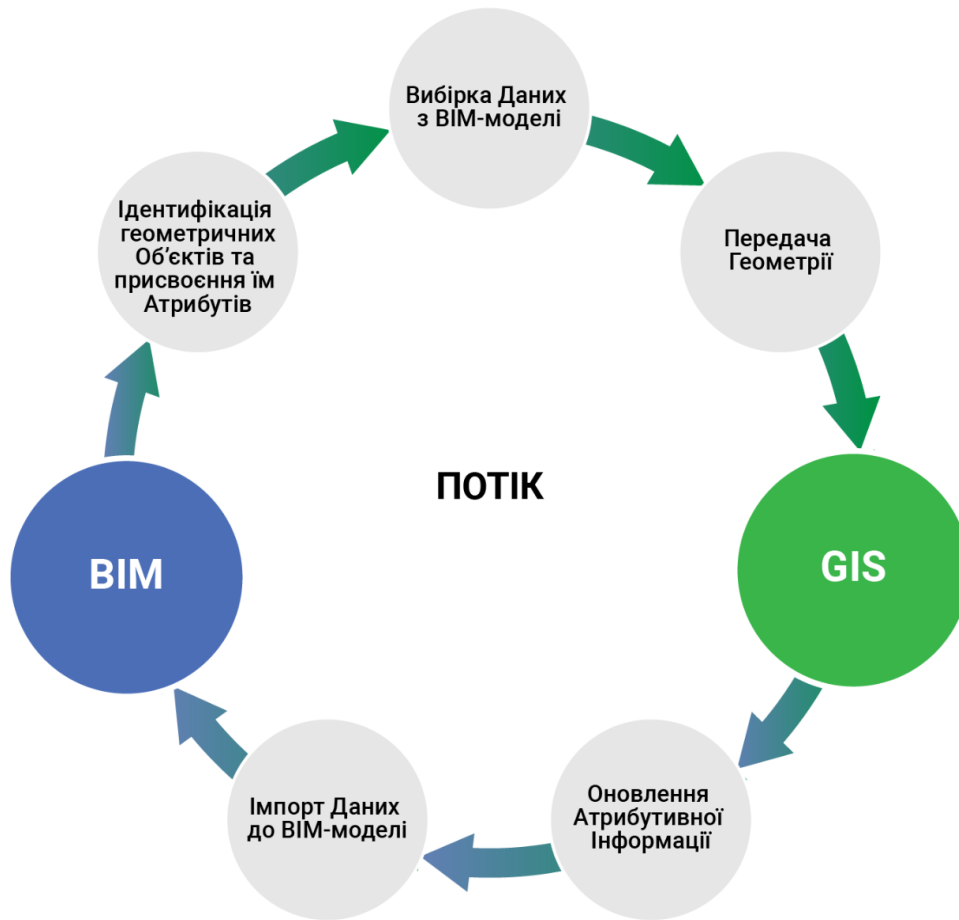 Вибірка Даних
з BIM-моделі
Ідентифікація
геометричних
Об’єктів та
присвоєння їм
Атрибутів
Передача
Геометрії
ПОТІК
BIM
GIS
Імпорт Даних
до BIM-моделі
Оновлення
Атрибутивної
Інформації